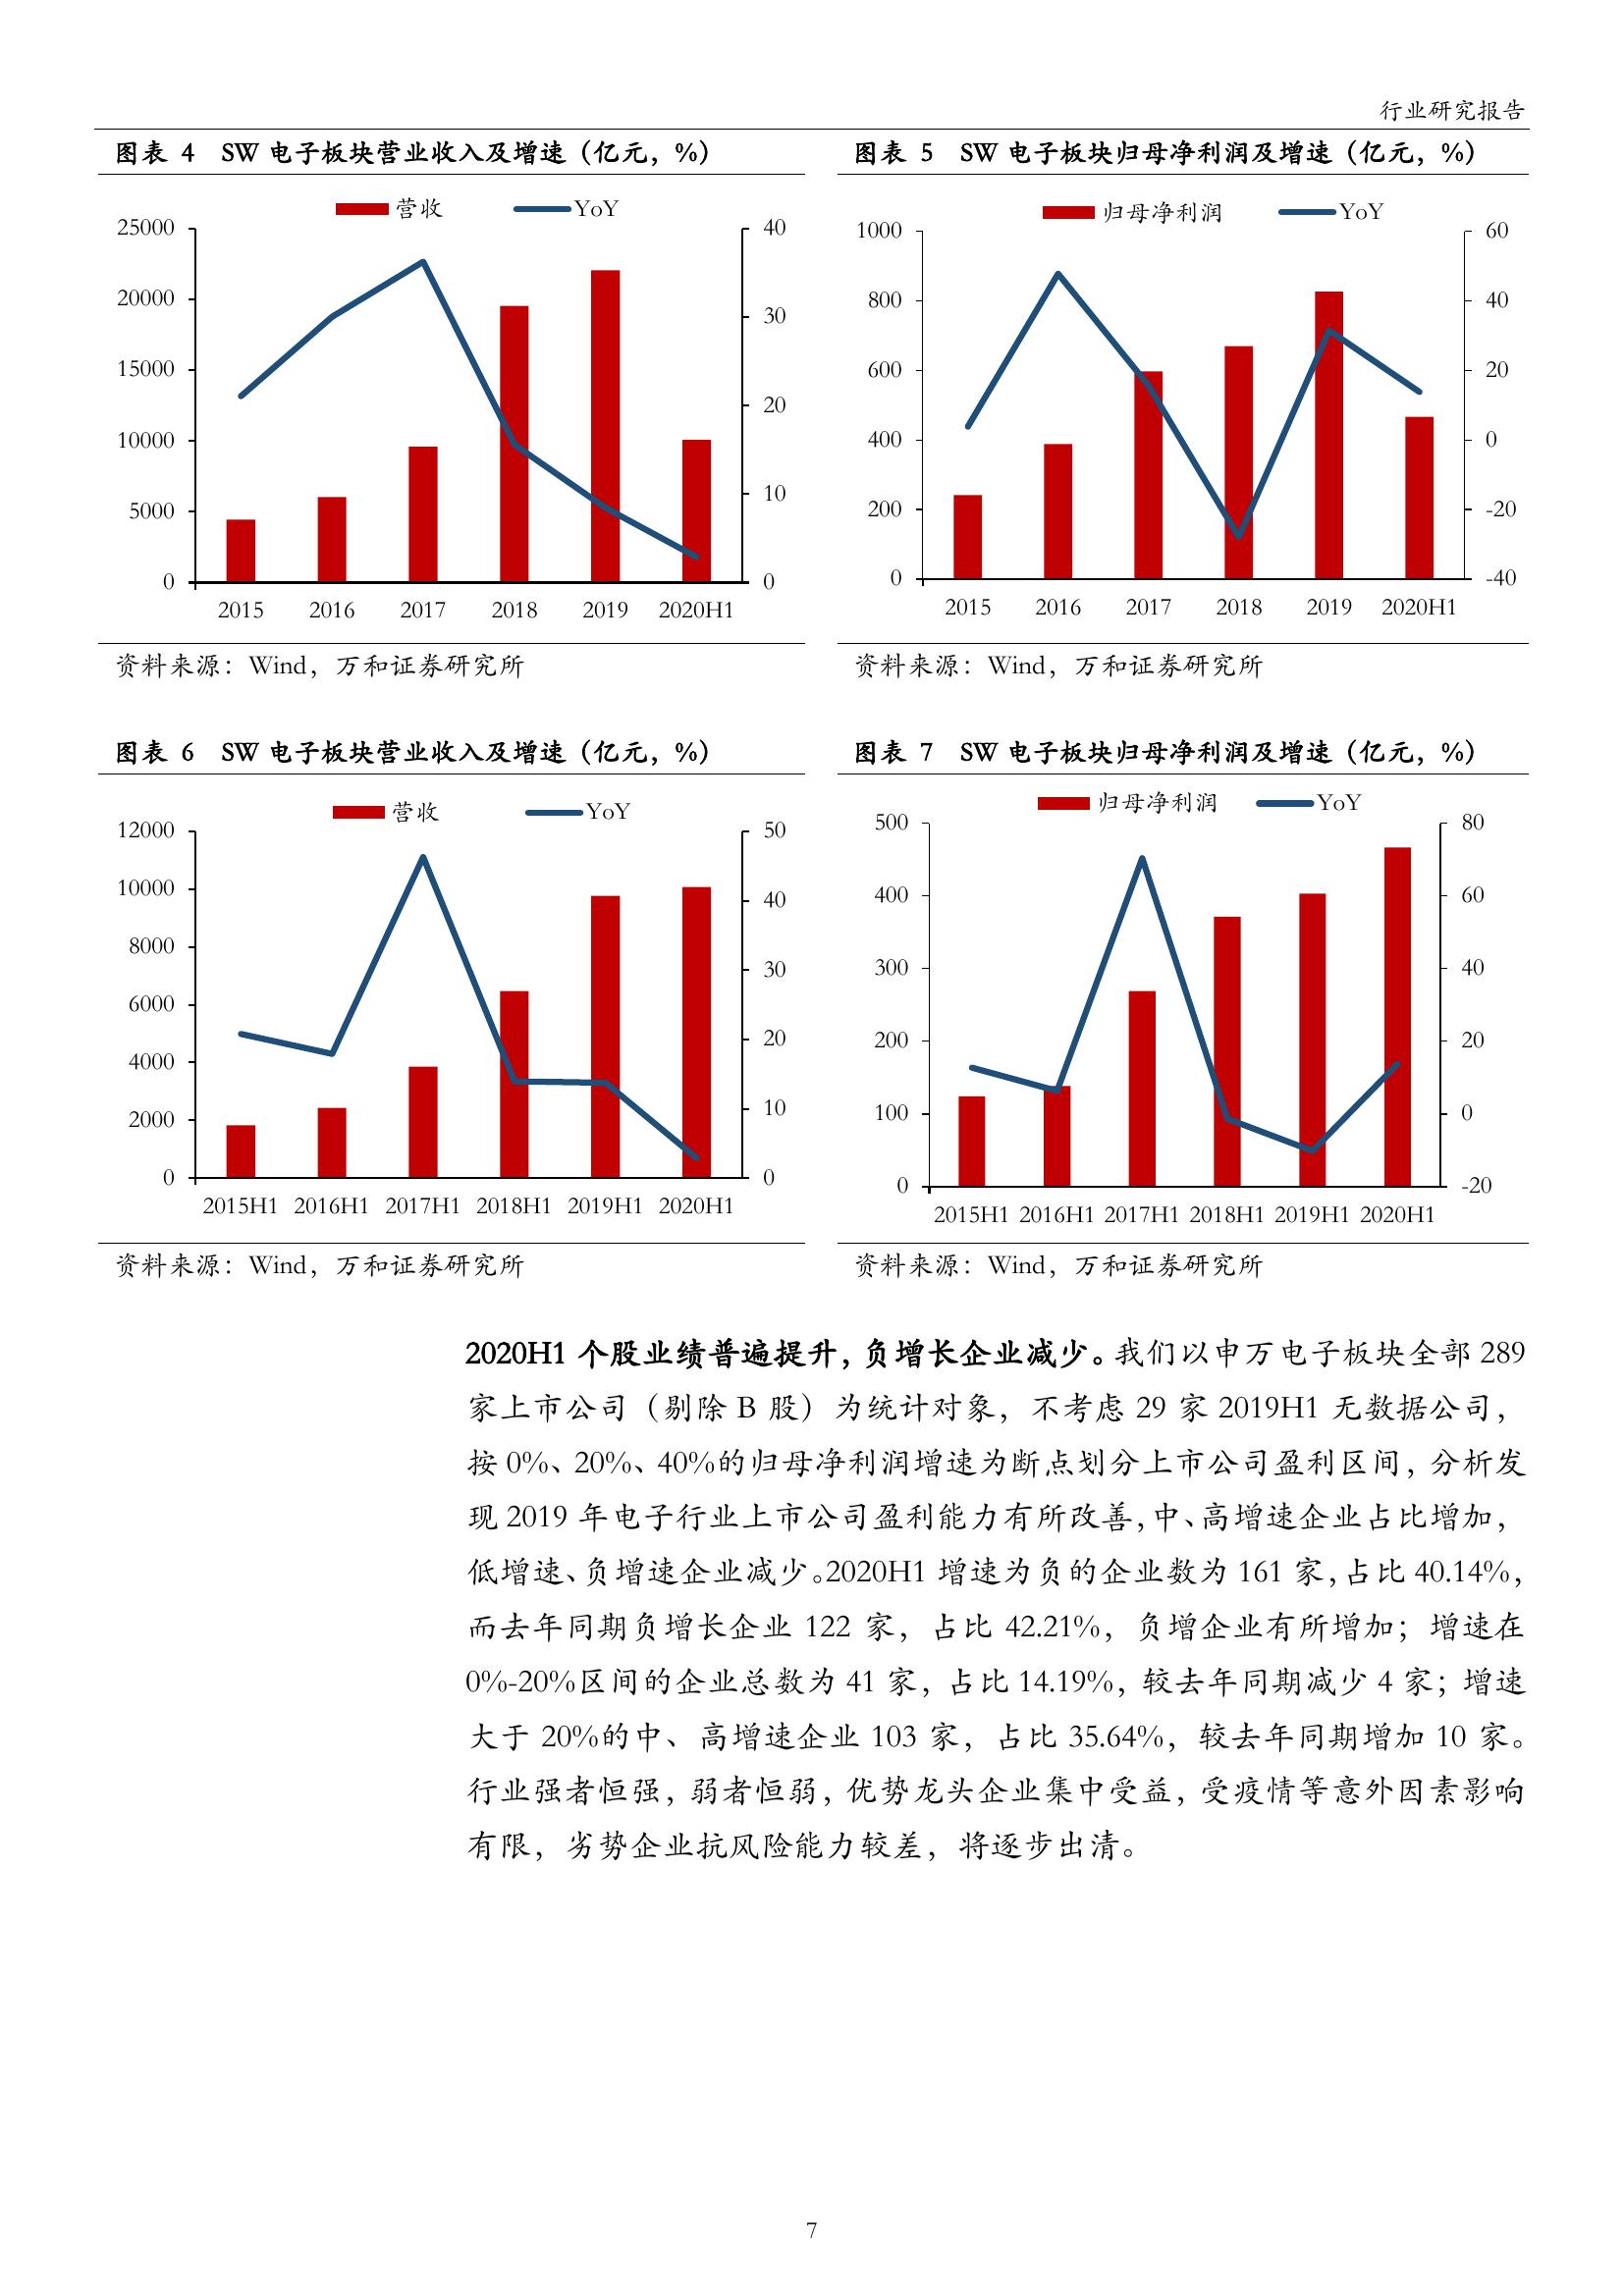 行业研究报告
图表 4 SW 电子板块营业收入及增速（亿元，%）
营收 YoY
25000
20000
15000
10000
5000
0
40
30
20
10
0
2015 2016 2017 2018 2019 2020H1
资料来源：Wind，万和证券研究所
图表 5 SW 电子板块归母净利润及增速（亿元，%）
归母净利润 YoY
1000
800
600
400
200
0
60
40
20
0
-20
-40
2015 2016 2017 2018 2019 2020H1
资料来源：Wind，万和证券研究所
图表 6 SW 电子板块营业收入及增速（亿元，%）
营收 YoY
12000
10000
8000
6000
4000
2000
0
50
40
30
20
10
0
2015H1 2016H1 2017H1 2018H1 2019H1 2020H1
资料来源：Wind，万和证券研究所
图表 7 SW 电子板块归母净利润及增速（亿元，%）
归母净利润 YoY
500
400
300
200
100
0
80
60
40
20
0
-20
2015H1 2016H1 2017H1 2018H1 2019H1 2020H1
资料来源：Wind，万和证券研究所
2020H1 个股业绩普遍提升，负增长企业减少。我们以申万电子板块全部 289
家上市公司（剔除 B 股）为统计对象，不考虑 29 家 2019H1 无数据公司，
按 0%、20%、40%的归母净利润增速为断点划分上市公司盈利区间，分析发
现 2019 年电子行业上市公司盈利能力有所改善，中、高增速企业占比增加，
低增速、负增速企业减少。2020H1 增速为负的企业数为 161 家，占比 40.14%，
而去年同期负增长企业 122 家，占比 42.21%，负增企业有所增加；增速在
0%-20%区间的企业总数为 41 家，占比 14.19%，较去年同期减少 4 家；增速
大于 20%的中、高增速企业 103 家，占比 35.64%，较去年同期增加 10 家。
行业强者恒强，弱者恒弱，优势龙头企业集中受益，受疫情等意外因素影响
有限，劣势企业抗风险能力较差，将逐步出清。
7